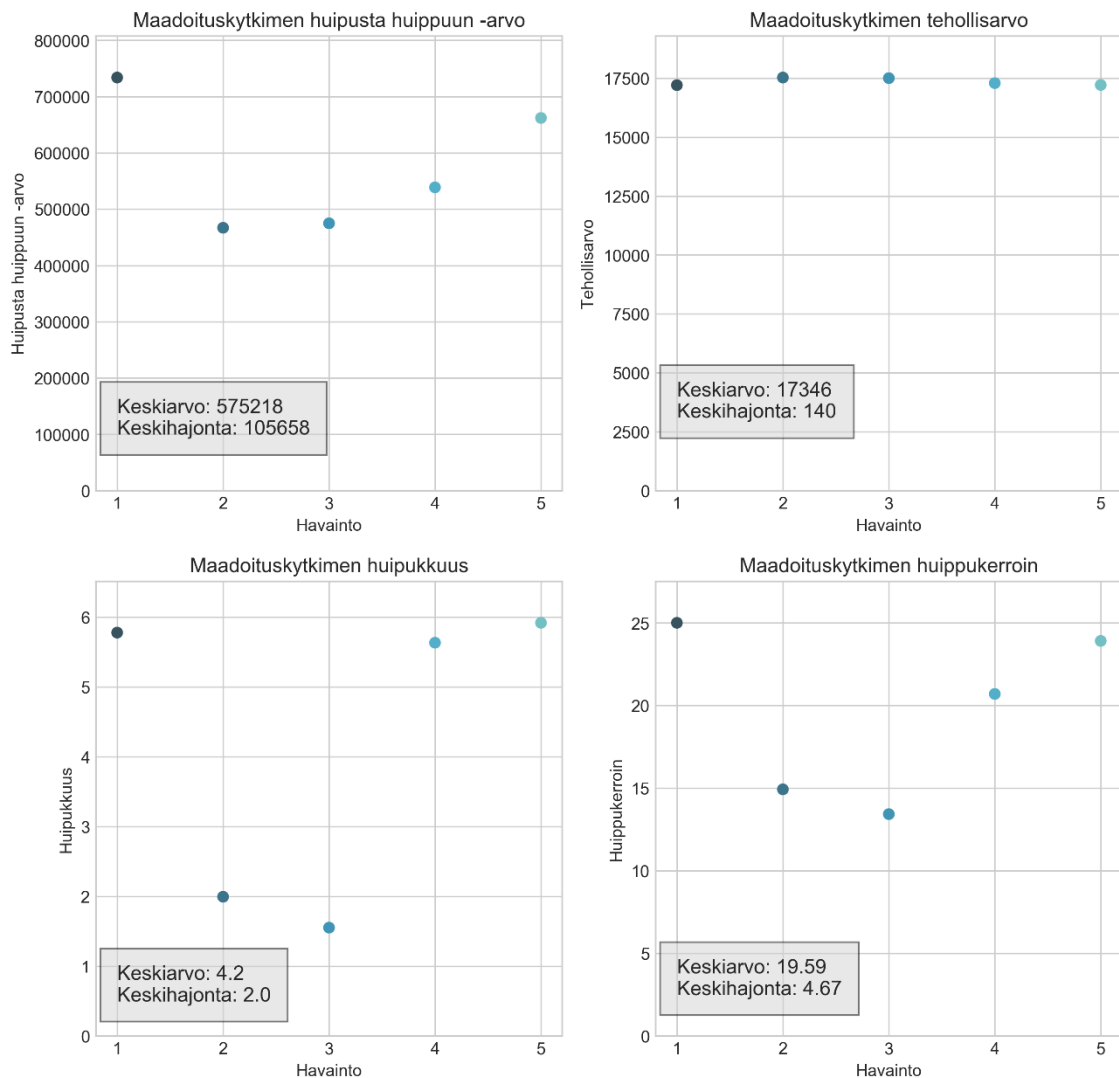 Maadoituskytkimen huipusta huippuun -arvo
800000
700000
600000
500000
400000
300000
200000
100000
0
Huipusta huippuun -arvo
Keskiarvo: 575218
Keskihajonta: 105658
1 2 3 4 5
Havainto
Maadoituskytkimen tehollisarvo
17500
15000
12500
10000
7500
5000
2500
0
Tehollisarvo
Keskiarvo: 17346
Keskihajonta: 140
1 2 3 4 5
Havainto
Maadoituskytkimen huipukkuus
6
5
4
3
2
1
0
Huipukkuus
Keskiarvo: 4.2
Keskihajonta: 2.0
1 2 3 4 5
Havainto
Maadoituskytkimen huippukerroin
25
20
15
10
5
0
Huippukerroin
Keskiarvo: 19.59
Keskihajonta: 4.67
1 2 3 4 5
Havainto